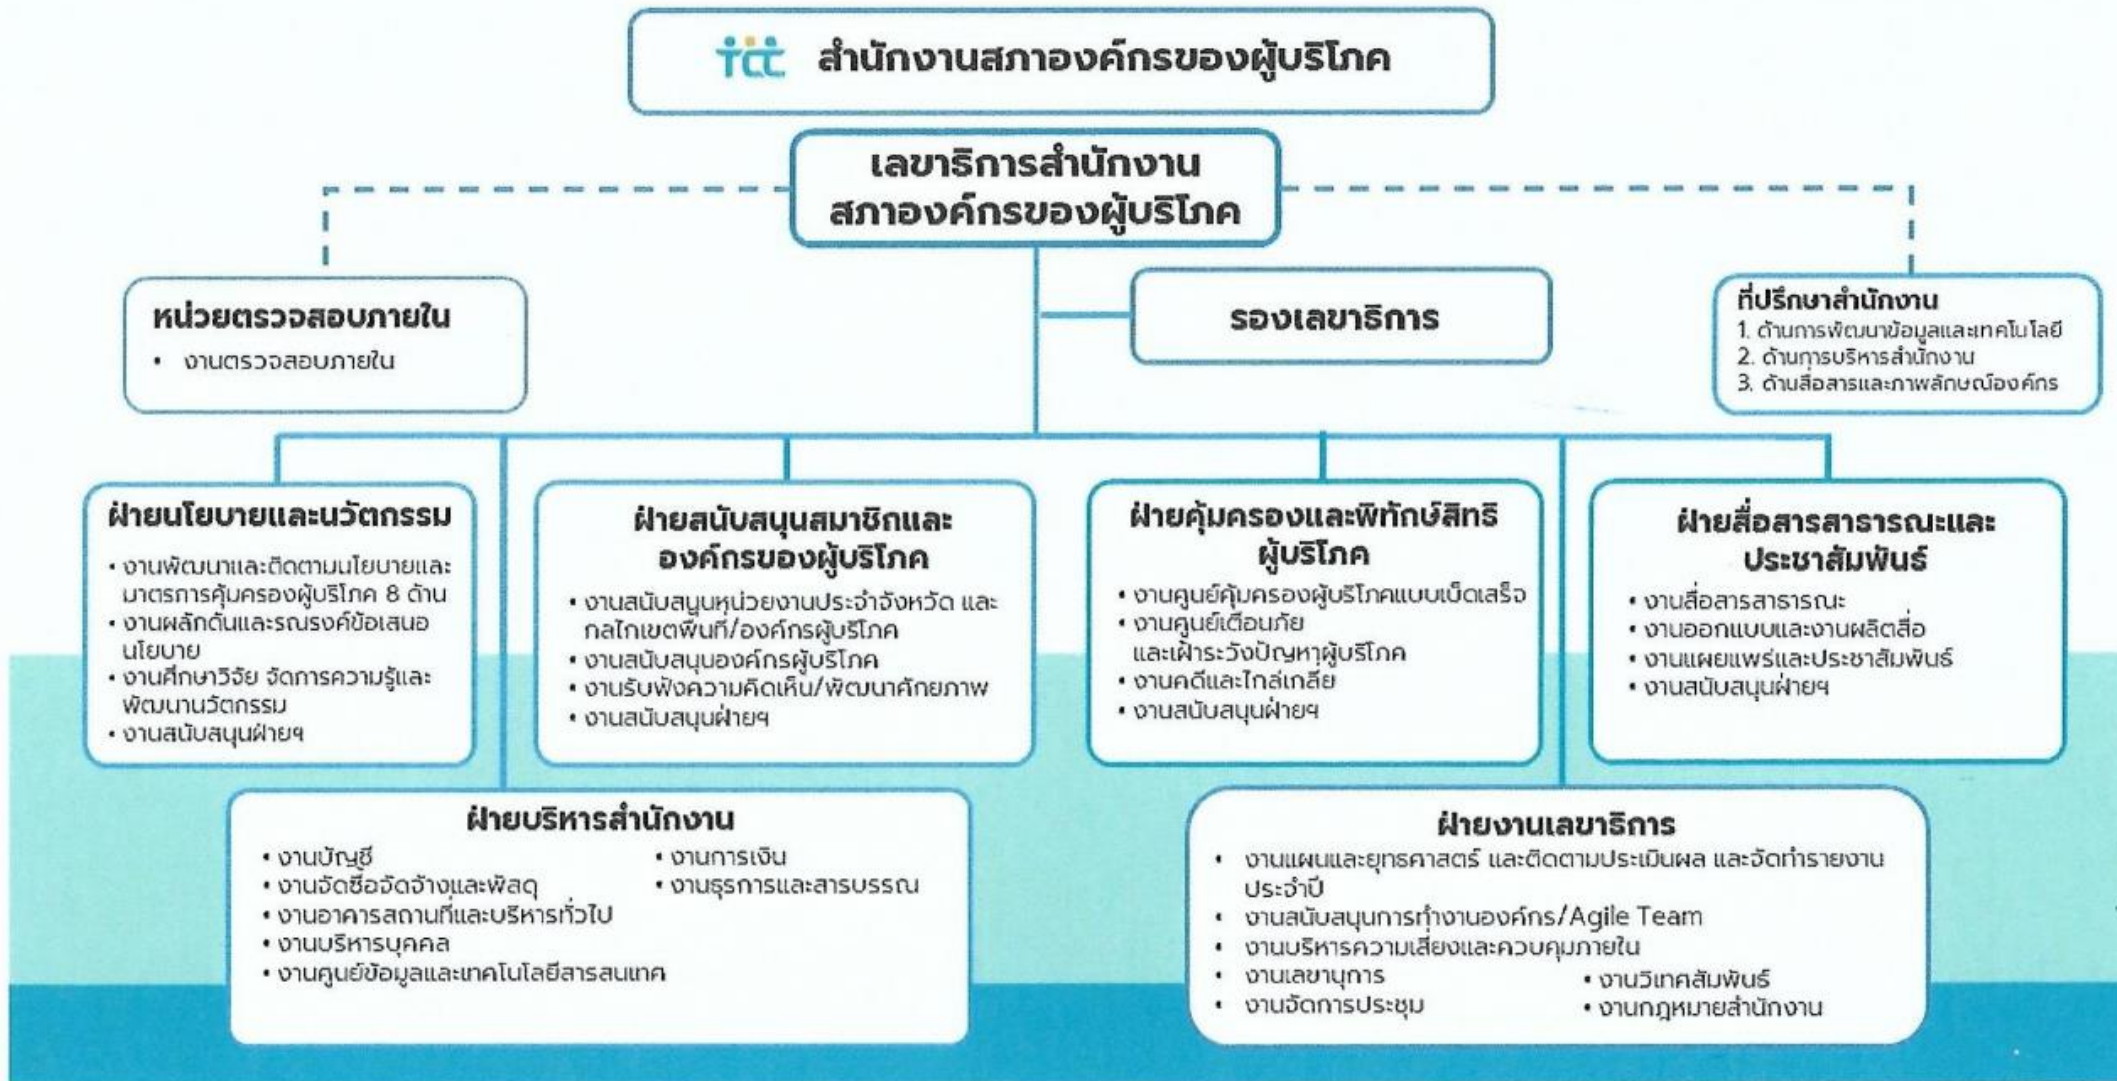 tcc สำนักงานสภาองค์กรของผู้บริโภค
เลขาธิการสำนักงาน
สภาองค์กรของผู้บริโภค
รองเลขาธิการ
หน่วยตรวจสอบภายใน
• งานตรวจสอบภายใน
ที่ปรึกษาสำนักงาน
1. ด้านการพัฒนาข้อมูลและเทคโนโลยี
2. ด้านการบริหารสำนักงาน
3. ด้านสื่อสารและภาพลักษณ์องค์กร
ฝ่ายนโยบายและนวัตกรรม
• งานพัฒนาและติดตามนโยบายและ
มาตรการคุ้มครองผู้บริโภค 8 ด้าน
• งานผลักดันและรณรงค์ข้อเสนอ
นโยบาย
• งานศึกษาวิจัย จัดการความรู้และ
พัฒนานวัตกรรม
• งานสนับสนุนฝ่ายฯ
ฝ่ายสนับสนุนสมาชิกและ
องค์กรของผู้บริโภค
• งานสนับสนุนหน่วยงานประจำจังหวัด และ
กลไกเขตพื้นที่/องค์กรผู้บริโภค
• งานสนับสนุนองค์กรผู้บริโภค
• งานรับฟังความคิดเห็น/พัฒนาศักยภาพ
• งานสนับสนุนฝ่ายฯ
ฝ่ายคุ้มครองและพิทักษ์สิทธิ
ผู้บริโภค
• งานศูนย์คุ้มครองผู้บริโภคแบบเบ็ดเสร็จ
• งานศูนย์เตือนภัย
และเฝ้าระวังปัญหาผู้บริโภค
• งานคดีและไกล่เกลี่ย
• งานสนับสนุนฝ่ายฯ
ฝ่ายสื่อสารสาธารณะและ
ประชาสัมพันธ์
• งานสื่อสารสาธารณะ
• งานออกแบบและงานผลิตสื่อ
• งานเผยแพร่และประชาสัมพันธ์
• งานสนับสนุนฝ่ายฯ
ฝ่ายบริหารสำนักงาน
• งานบัญชี
• งานจัดซื้อจัดจ้างและพัสดุ
• งานอาคารสถานที่และบริหารทั่วไป
• งานบริหารบุคคล
• งานศูนย์ข้อมูลและเทคโนโลยีสารสนเทศ
• งานการเงิน
• งานธุรการและสารบรรณ
ฝ่ายงานเลขาธิการ
• งานแผนและยุทธศาสตร์ และติดตามประเมินผล และจัดทำรายงาน
ประจำปี
• งานสนับสนุนการทำงานองค์กร/Agile Team
• งานบริหารความเสี่ยงและควบคุมภายใน
• งานเลขานุการ
• งานจัดการประชุม
• งานวิเทศสัมพันธ์
• งานกฎหมายสำนักงาน